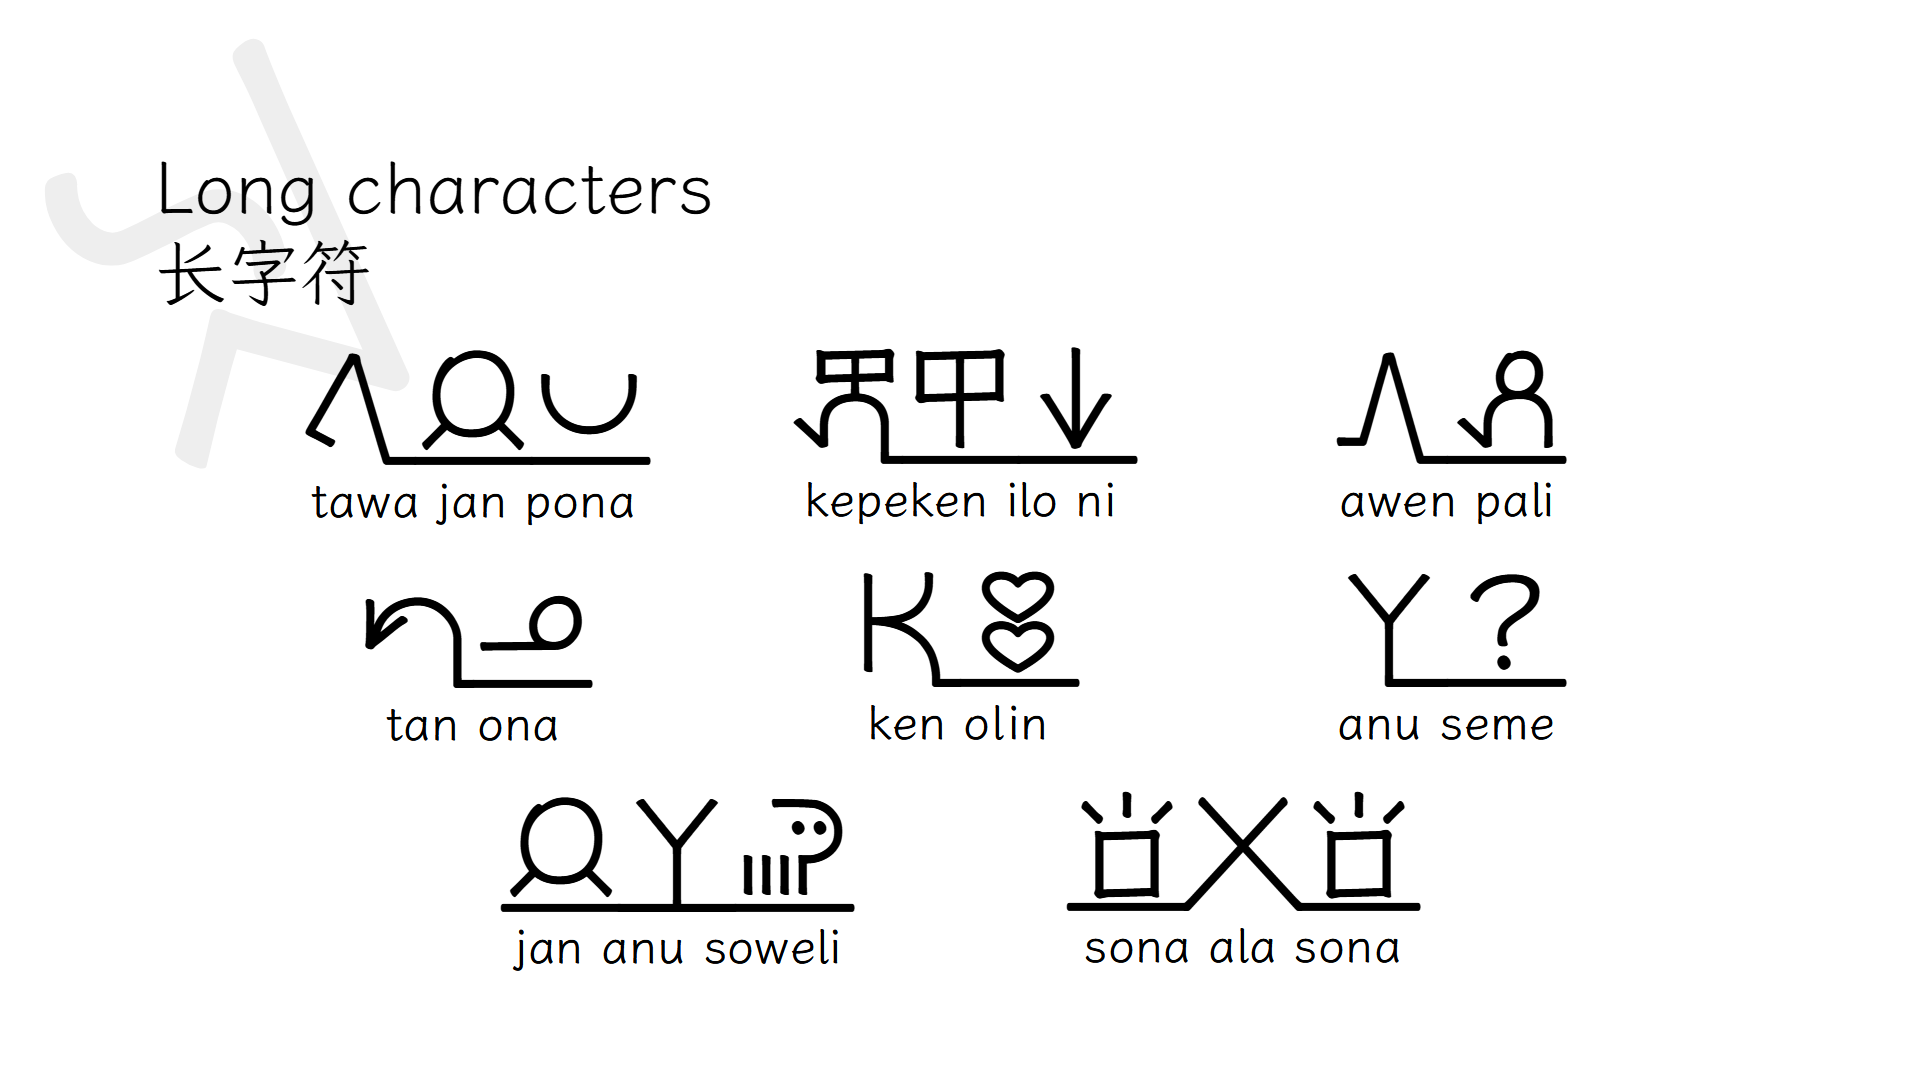 Long characters
长字符
tawa jan pona
kepeken ilo ni
awen pali
tan ona
ken olin
anu seme
jan anu soweli
sona ala sona